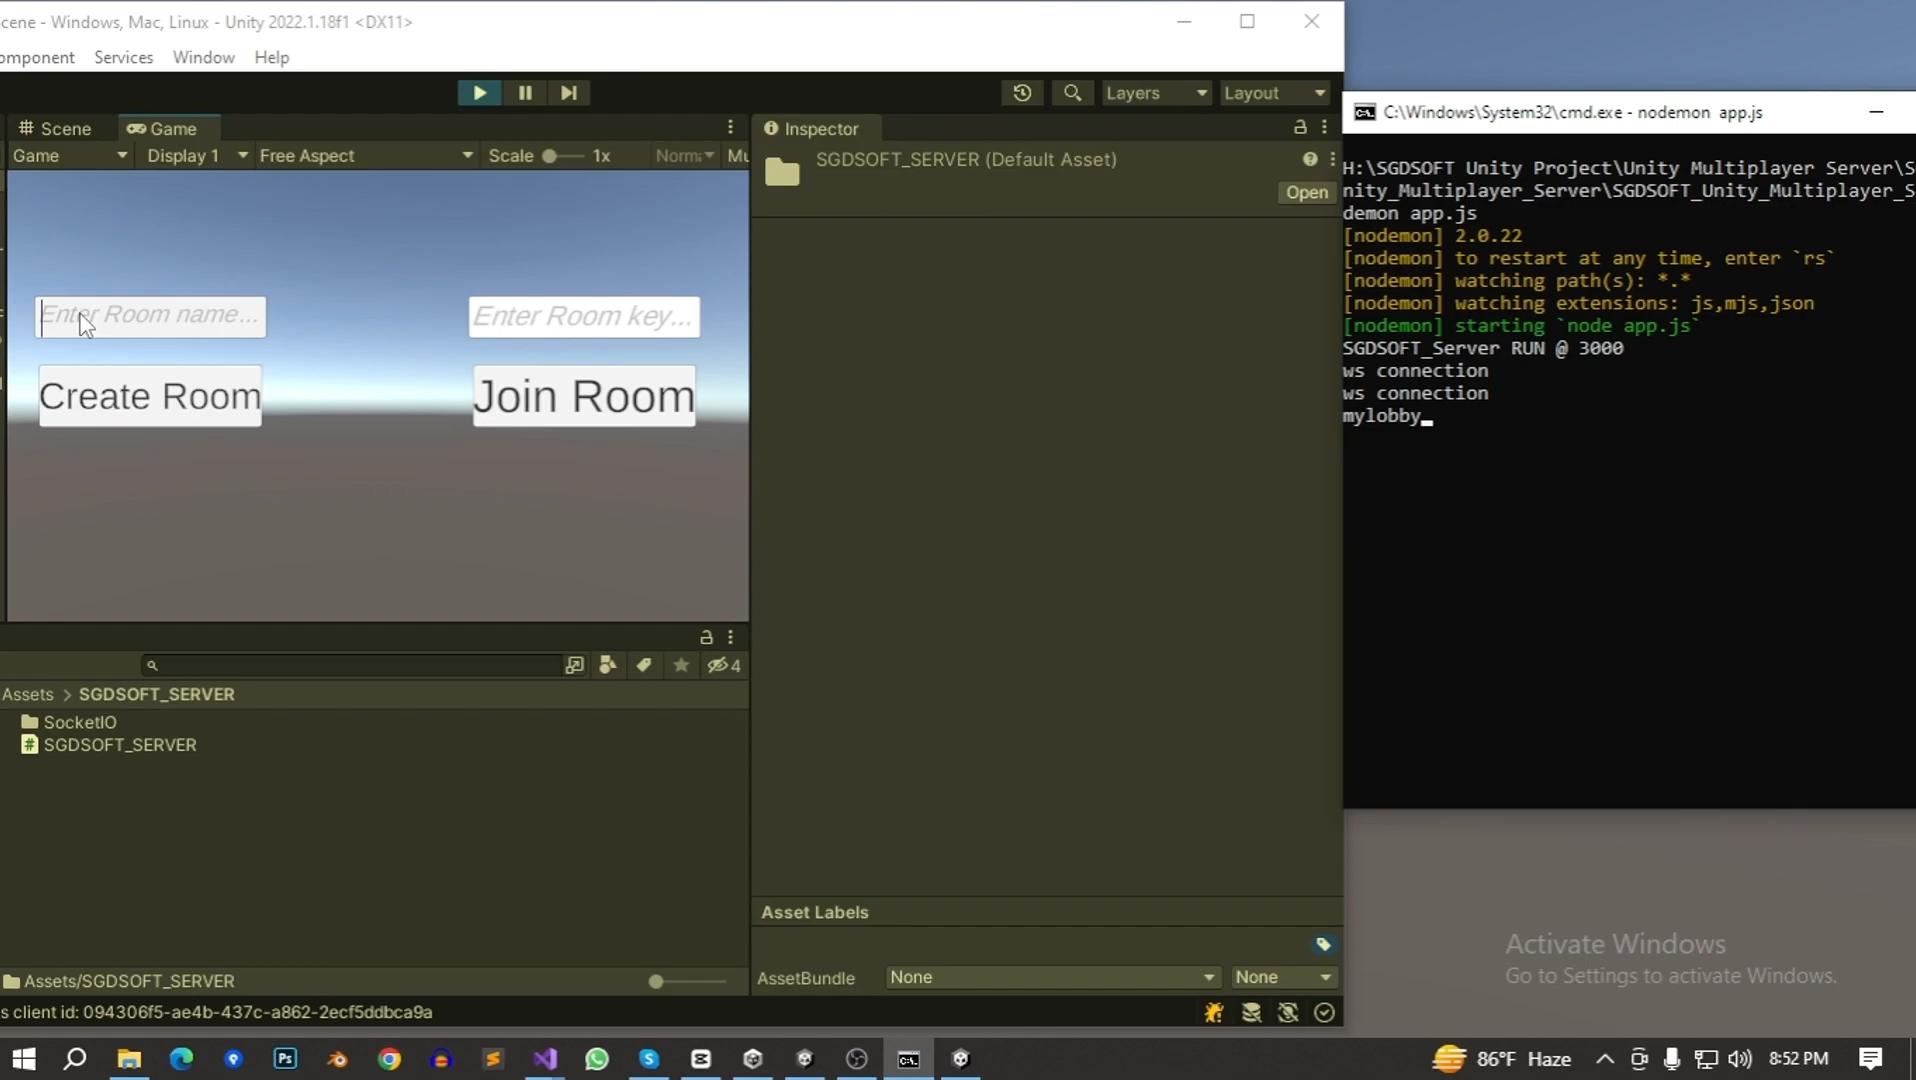 cene - Windows, Mac, Linux - Unity 2022.1.18f1 <DX11>
omponent Services Window Help
Layers Layout
Scene Game
Game Display 1 Free Aspect Scale 1x Norm Mu
Enter Room name...
Enter Room key...
Create Room
Join Room
Assets > SGDSOFT_SERVER
SocketIO
SGDSOFT_SERVER
Assets/SGDSOFT_SERVER
4
Inspector
SGDSOFT_SERVER (Default Asset)
Open
Asset Labels
AssetBundle None None
s client id: 094306f5-ae4b-437c-a862-2ecf5ddbca9a
C:\Windows\System32\cmd.exe - nodemon app.js
H:\SGDSOFT Unity Project\Unity Multiplayer Server\S
nity_Multiplayer_Server\SGDSOFT_Unity_Multiplayer_S
demon app.js
[nodemon] 2.0.22
[nodemon] to restart at any time, enter `rs`
[nodemon] watching path(s): *.*
[nodemon] watching extensions: js,mjs,json
[nodemon] starting `node app.js`
SGDSOFT_Server RUN @ 3000
ws connection
ws connection
mylobby
Activate Windows
Go to Settings to activate Windows.
Ps
86°F Haze
8:52 PM